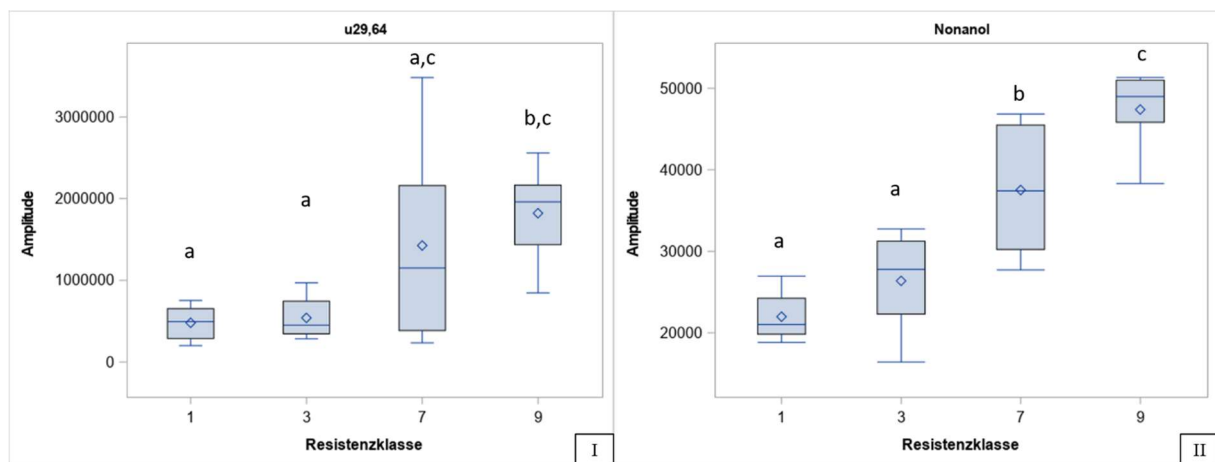 u29,64
a,c
b,c
a
a
3000000
2000000
1000000
0
Amplitude
1 3 7 9
Resistenzklasse
I
Nonanol
c
b
a
a
50000
40000
30000
20000
Amplitude
1 3 7 9
Resistenzklasse
II